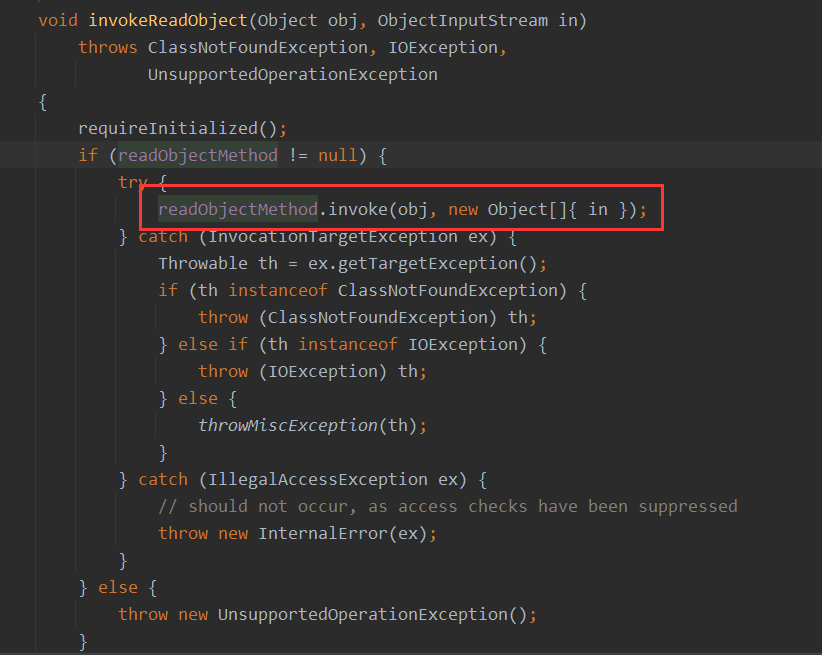 void invokeReadObject(Object obj, ObjectInputStream in)
    throws ClassNotFoundException, IOException,
           UnsupportedOperationException
{
    requireInitialized();
    if (readObjectMethod != null) {
        try {
            readObjectMethod.invoke(obj, new Object[]{ in });
        } catch (InvocationTargetException ex) {
            Throwable th = ex.getTargetException();
            if (th instanceof ClassNotFoundException) {
                throw (ClassNotFoundException) th;
            } else if (th instanceof IOException) {
                throw (IOException) th;
            } else {
                throwMiscException(th);
            }
        } catch (IllegalAccessException ex) {
            // should not occur, as access checks have been suppressed
            throw new InternalError(ex);
        }
    } else {
        throw new UnsupportedOperationException();
    }